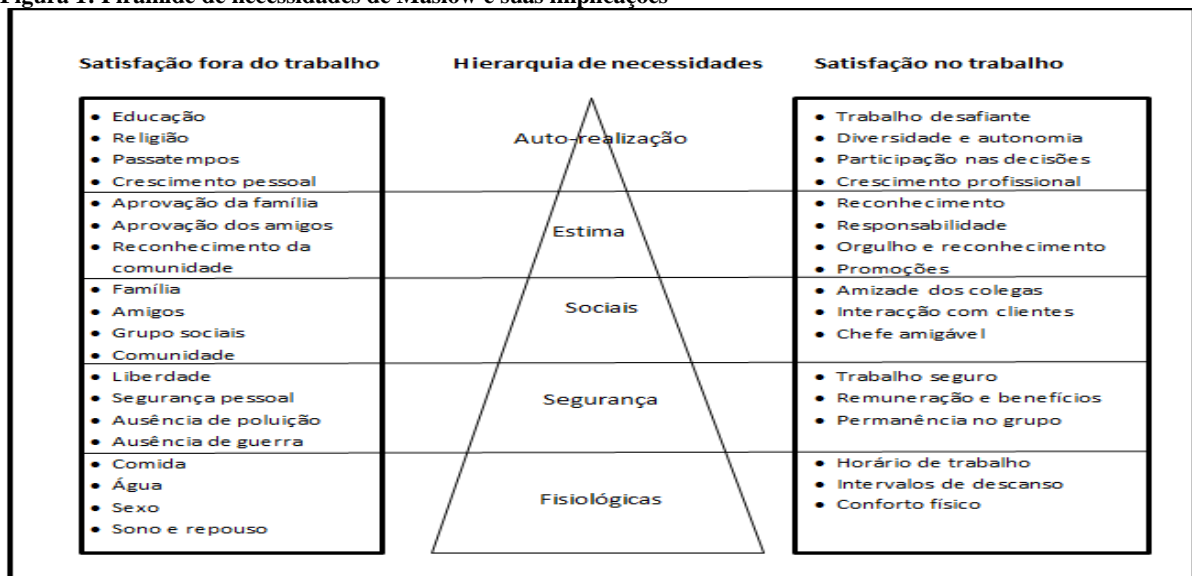 Figura 1: Pirâmide de necessidades de Maslow e suas implicações
Satisfação fora do trabalho
Hierarquia de necessidades
Satisfação no trabalho
• Educação
• Religião
• Passatempos
• Crescimento pessoal
Auto-realização
• Trabalho desafiante
• Diversidade e autonomia
• Participação nas decisões
• Crescimento profissional
• Aprovação da família
• Aprovação dos amigos
• Reconhecimento da
comunidade
Estima
• Reconhecimento
• Responsabilidade
• Orgulho e reconhecimento
• Promoções
• Família
• Amigos
• Grupo sociais
• Comunidade
Sociais
• Amizade dos colegas
• Interacção com clientes
• Chefe amigável
• Liberdade
• Segurança pessoal
• Ausência de poluição
• Ausência de guerra
Segurança
• Trabalho seguro
• Remuneração e benefícios
• Permanência no grupo
• Comida
• Água
• Sexo
• Sono e repouso
Fisiológicas
• Horário de trabalho
• Intervalos de descanso
• Conforto físico